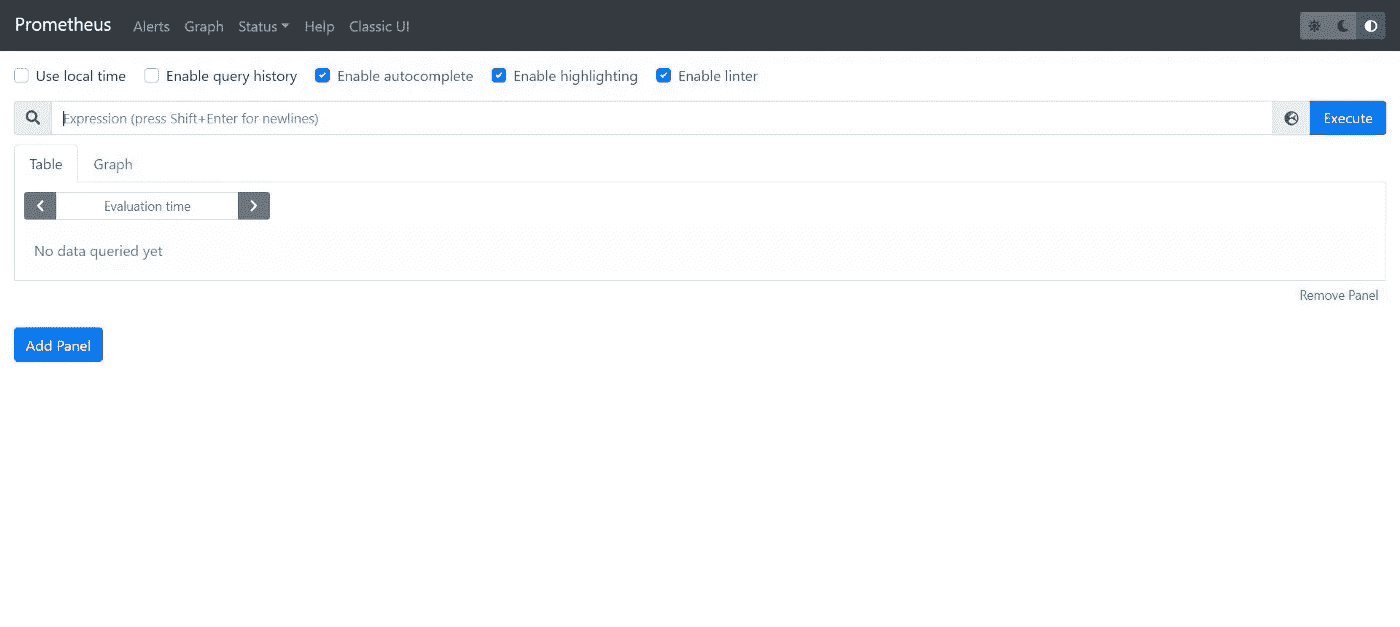 Prometheus Alerts Graph Status Help Classic UI
Use local time Enable query history Enable autocomplete Enable highlighting Enable linter
Expression (press Shift+Enter for newlines) Execute
Table Graph
Evaluation time
No data queried yet
Remove Panel
Add Panel